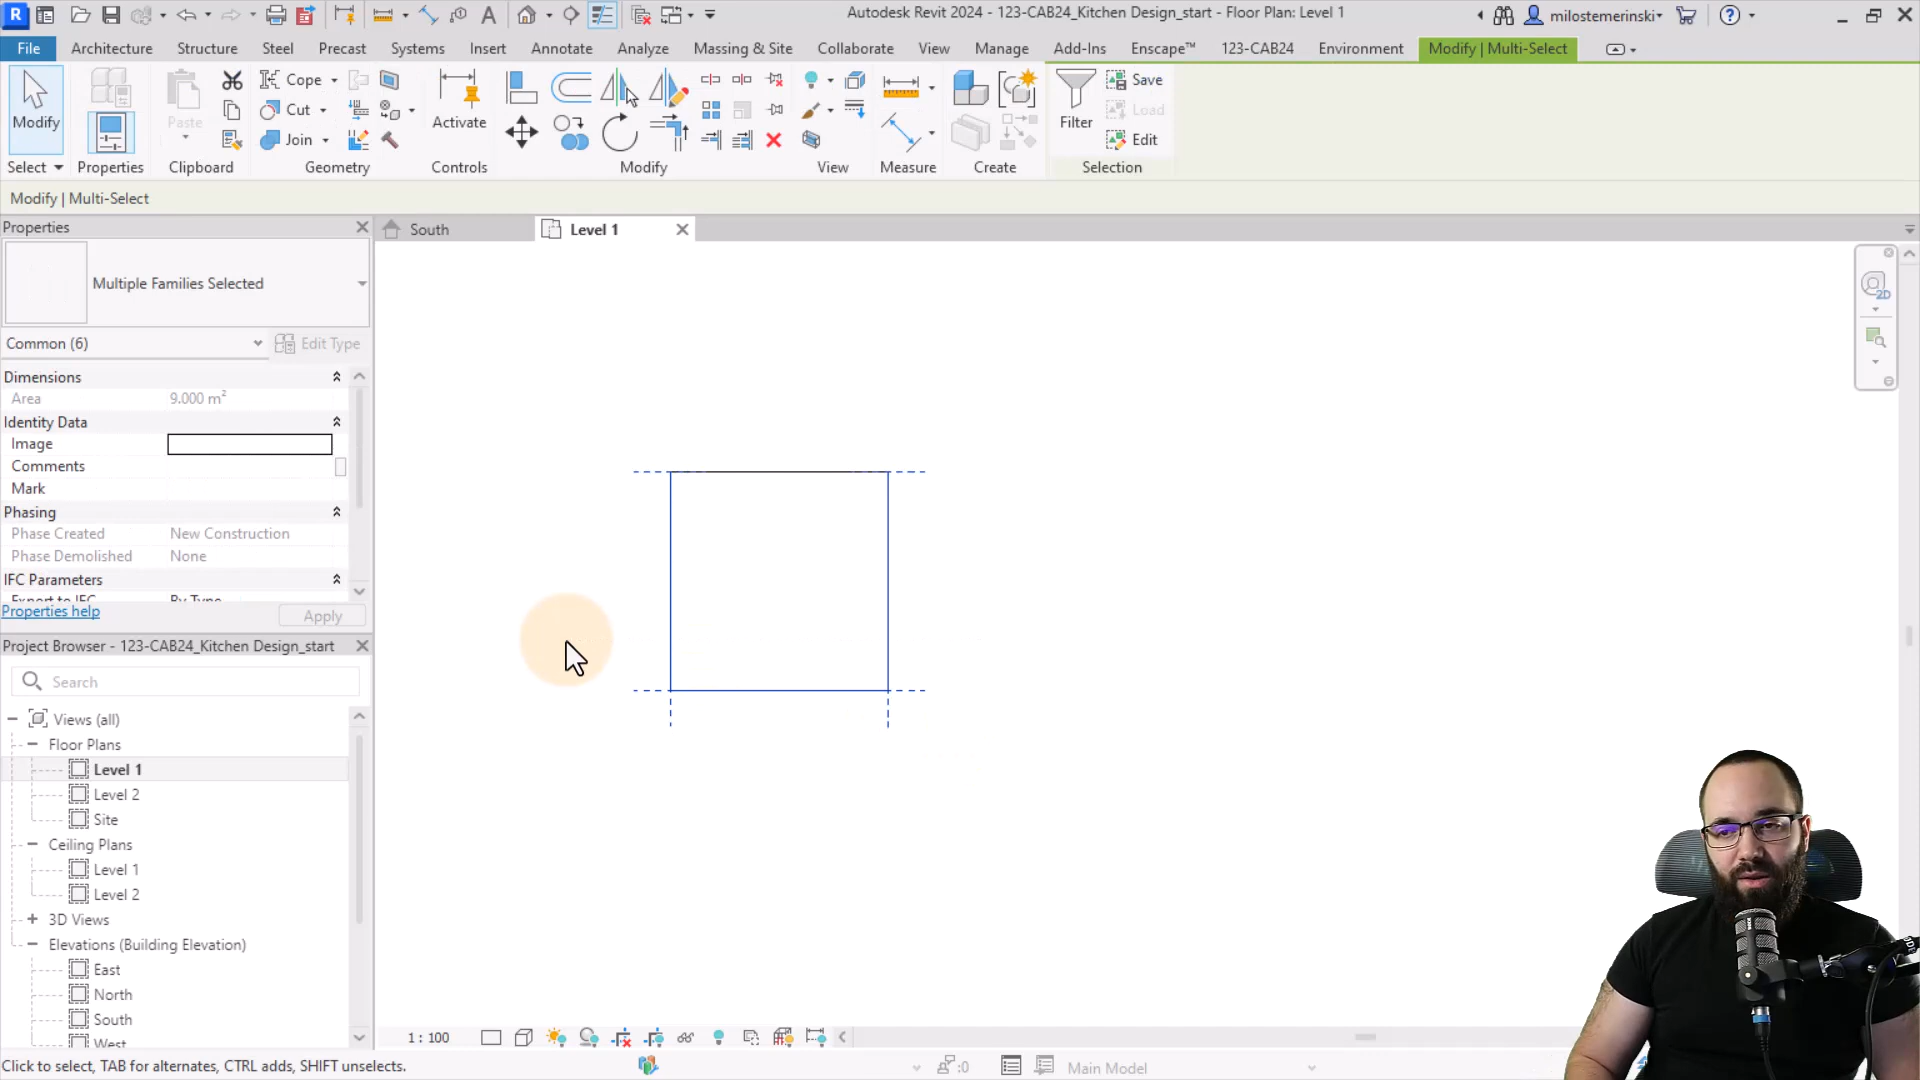 Autodesk Revit 2024 - 123-CAB24_Kitchen Design_start - Floor Plan: Level 1
milostemerinski
File Architecture Structure Steel Precast Systems Insert Annotate Analyze Massing & Site Collaborate View Manage Add-Ins Enscape™ 123-CAB24 Environment Modify | Multi-Select
Modify
Paste
Cope
Cut
Join
Activate
Filter
Save
Load
Edit
Select Properties Clipboard Geometry Controls Modify View Measure Create Selection
Modify | Multi-Select
Properties
South
Level 1
Multiple Families Selected
Common (6)
Edit Type
Dimensions
Area 9.000 m²
Identity Data
Image
Comments
Mark
Phasing
Phase Created New Construction
Phase Demolished None
IFC Parameters
Export to IFC By Type
Properties help
Apply
Project Browser - 123-CAB24_Kitchen Design_start
Search
Views (all)
Floor Plans
Level 1
Level 2
Site
Ceiling Plans
Level 1
Level 2
3D Views
Elevations (Building Elevation)
East
North
South
West
1 : 100
Click to select, TAB for alternates, CTRL adds, SHIFT unselects.
:0
Main Model
2D